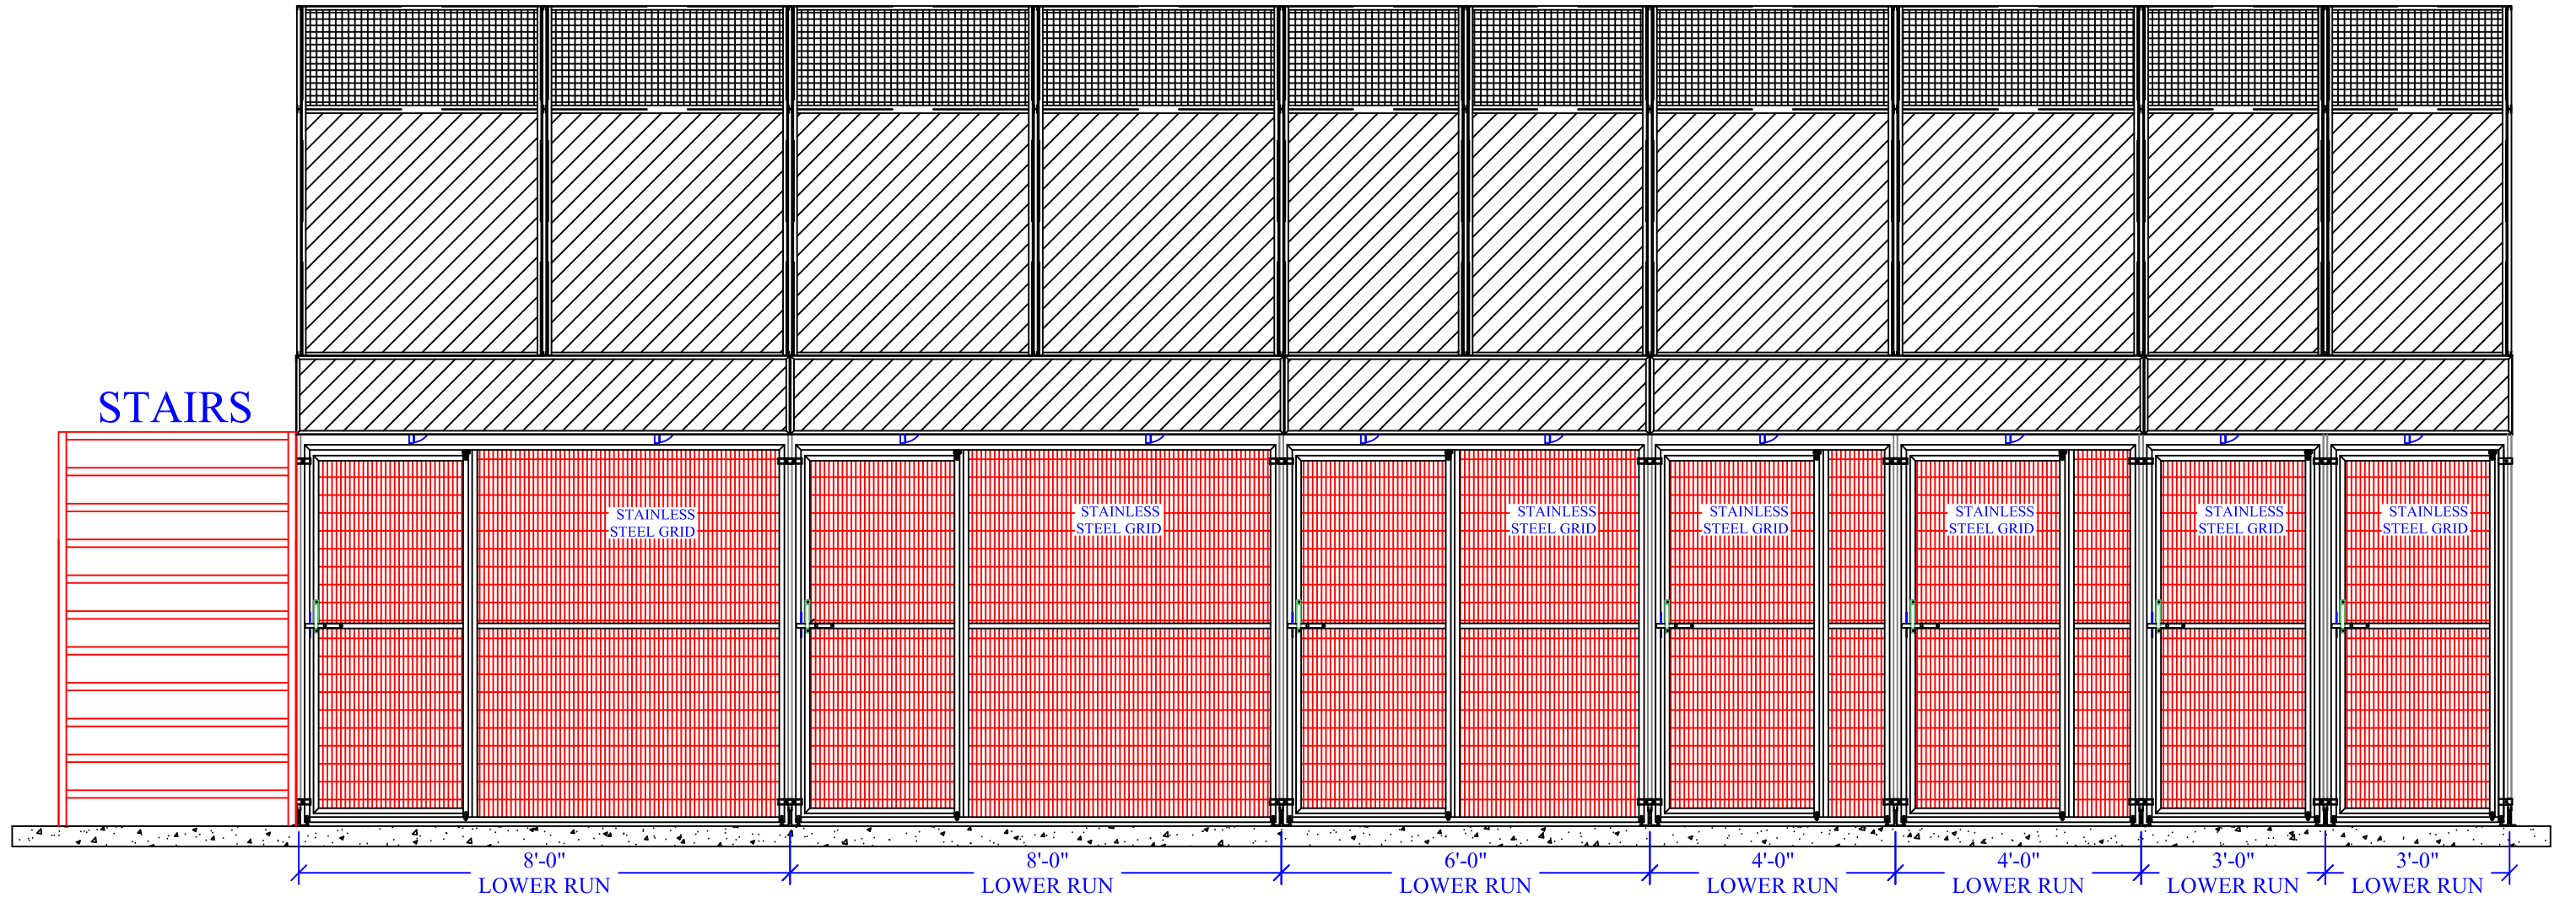 STAIRS
STAINLESS
STEEL GRID
STAINLESS
STEEL GRID
STAINLESS
STEEL GRID
STAINLESS
STEEL GRID
STAINLESS
STEEL GRID
STAINLESS
STEEL GRID
STAINLESS
STEEL GRID
8'-0"
LOWER RUN
8'-0"
LOWER RUN
6'-0"
LOWER RUN
4'-0"
LOWER RUN
4'-0"
LOWER RUN
3'-0"
LOWER RUN
3'-0"
LOWER RUN